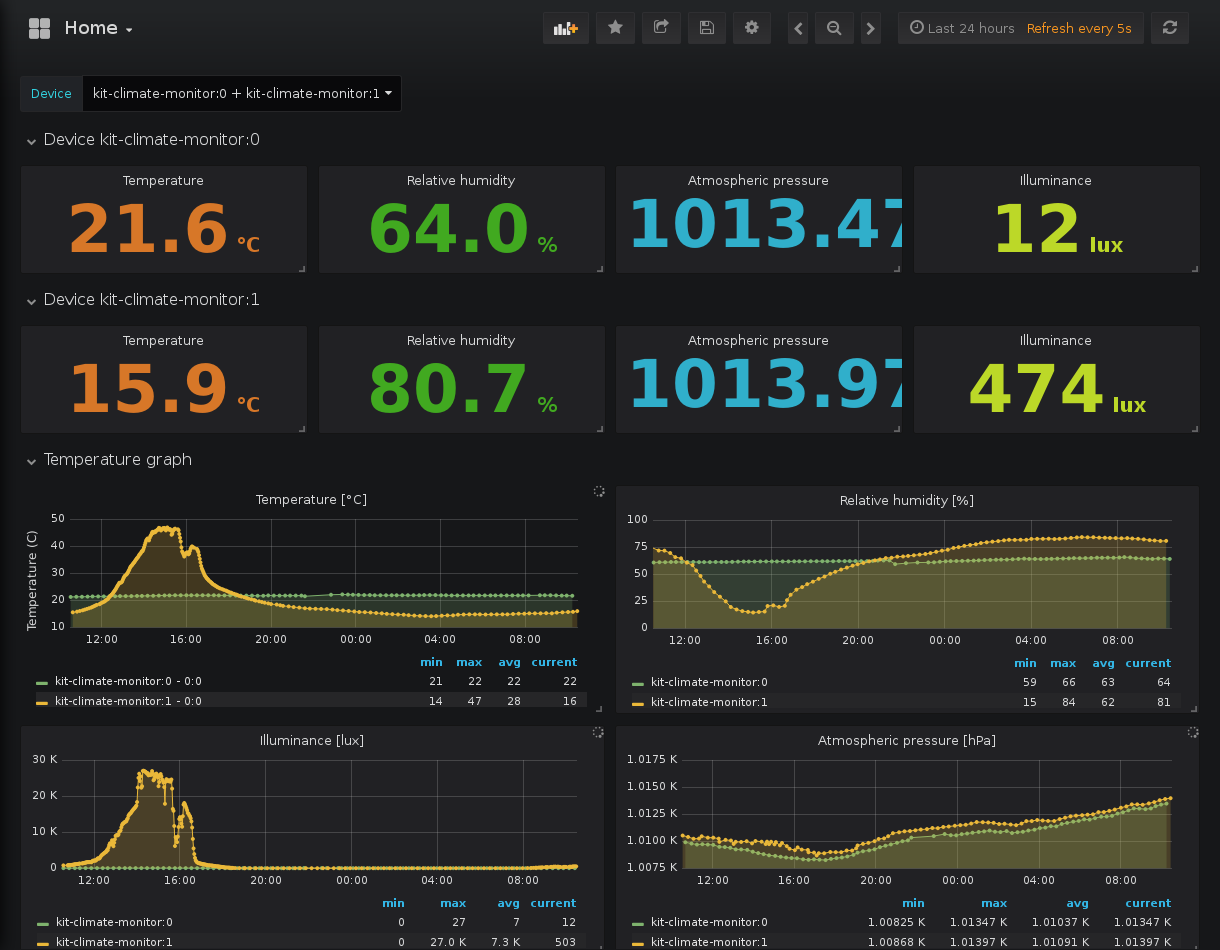 Home
Last 24 hours Refresh every 5s
Device kit-climate-monitor:0 + kit-climate-monitor:1
Device kit-climate-monitor:0
Temperature Relative humidity Atmospheric pressure Illuminance
21.6 °C 64.0 % 1013.47 12 lux
Device kit-climate-monitor:1
Temperature Relative humidity Atmospheric pressure Illuminance
15.9 °C 80.7 % 1013.97 474 lux
Temperature graph
Temperature [°C]
Temperature (C)
50
40
30
20
10
12:00 16:00 20:00 00:00 04:00 08:00
min max avg current
kit-climate-monitor:0 - 0:0 21 22 22 22
kit-climate-monitor:1 - 0:0 14 47 28 16
Relative humidity [%]
100
75
50
25
0
12:00 16:00 20:00 00:00 04:00 08:00
min max avg current
kit-climate-monitor:0 59 66 63 64
kit-climate-monitor:1 15 84 62 81
Illuminance [lux]
30 K
20 K
10 K
0
12:00 16:00 20:00 00:00 04:00 08:00
min max avg current
kit-climate-monitor:0 0 27 7 12
kit-climate-monitor:1 0 27.0 K 7.3 K 503
Atmospheric pressure [hPa]
1.0175 K
1.0150 K
1.0125 K
1.0100 K
1.0075 K
12:00 16:00 20:00 00:00 04:00 08:00
min max avg current
kit-climate-monitor:0 1.00825 K 1.01347 K 1.01037 K 1.01347 K
kit-climate-monitor:1 1.00868 K 1.01397 K 1.01091 K 1.01397 K